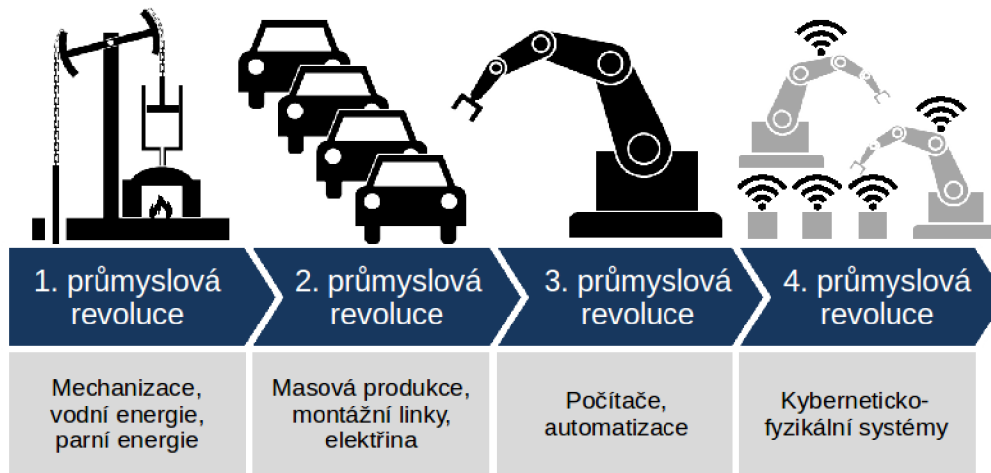 1. průmyslová
revoluce
2. průmyslová
revoluce
3. průmyslová
revoluce
4. průmyslová
revoluce
Mechanizace,
vodní energie,
parní energie
Masová produkce,
montážní linky,
elektřina
Počítače,
automatizace
Kyberneticko-
fyzikální systémy